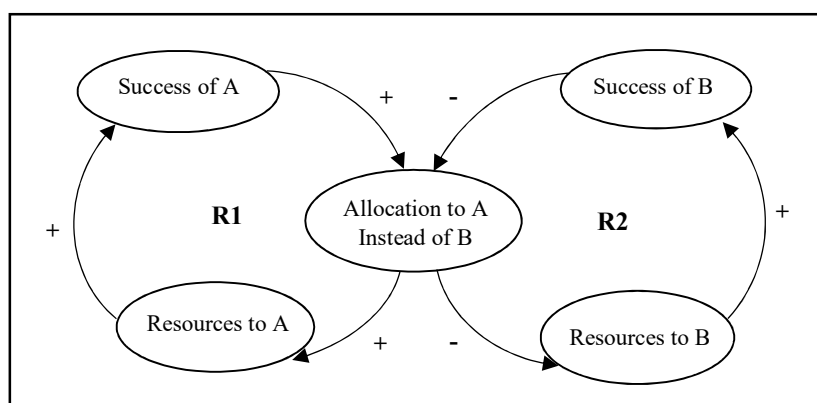 Success of A
Success of B
+
-
Allocation to A
Instead of B
R1
R2
+
+
Resources to A
Resources to B
+
-